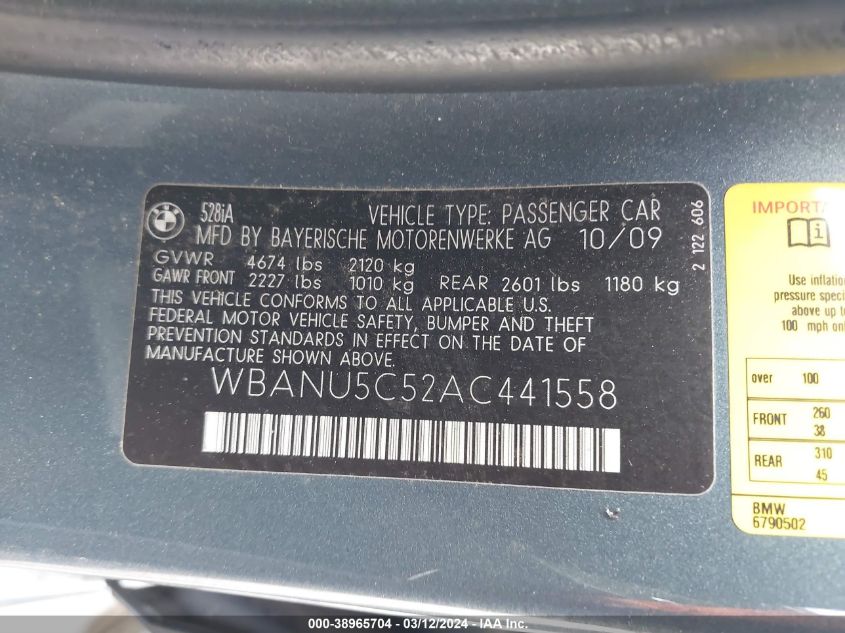 BMW
528iA
VEHICLE TYPE: PASSENGER CAR
MFD BY BAYERISCHE MOTORENWERKE AG 10/09
GVWR 4674 lbs 2120 kg
GAWR FRONT 2227 lbs 1010 kg REAR 2601 lbs 1180 kg
THIS VEHICLE CONFORMS TO ALL APPLICABLE U.S.
FEDERAL MOTOR VEHICLE SAFETY, BUMPER AND THEFT
PREVENTION STANDARDS IN EFFECT ON THE DATE OF
MANUFACTURE SHOWN ABOVE.
WBANU5C52AC441558
2 122 606
IMPORTA
i
Use inflation
pressure speci
above up to
100 mph onl
over 100
FRONT 260
38
REAR 310
45
BMW
6790502
000-38965704 - 03/12/2024 - IAA Inc.